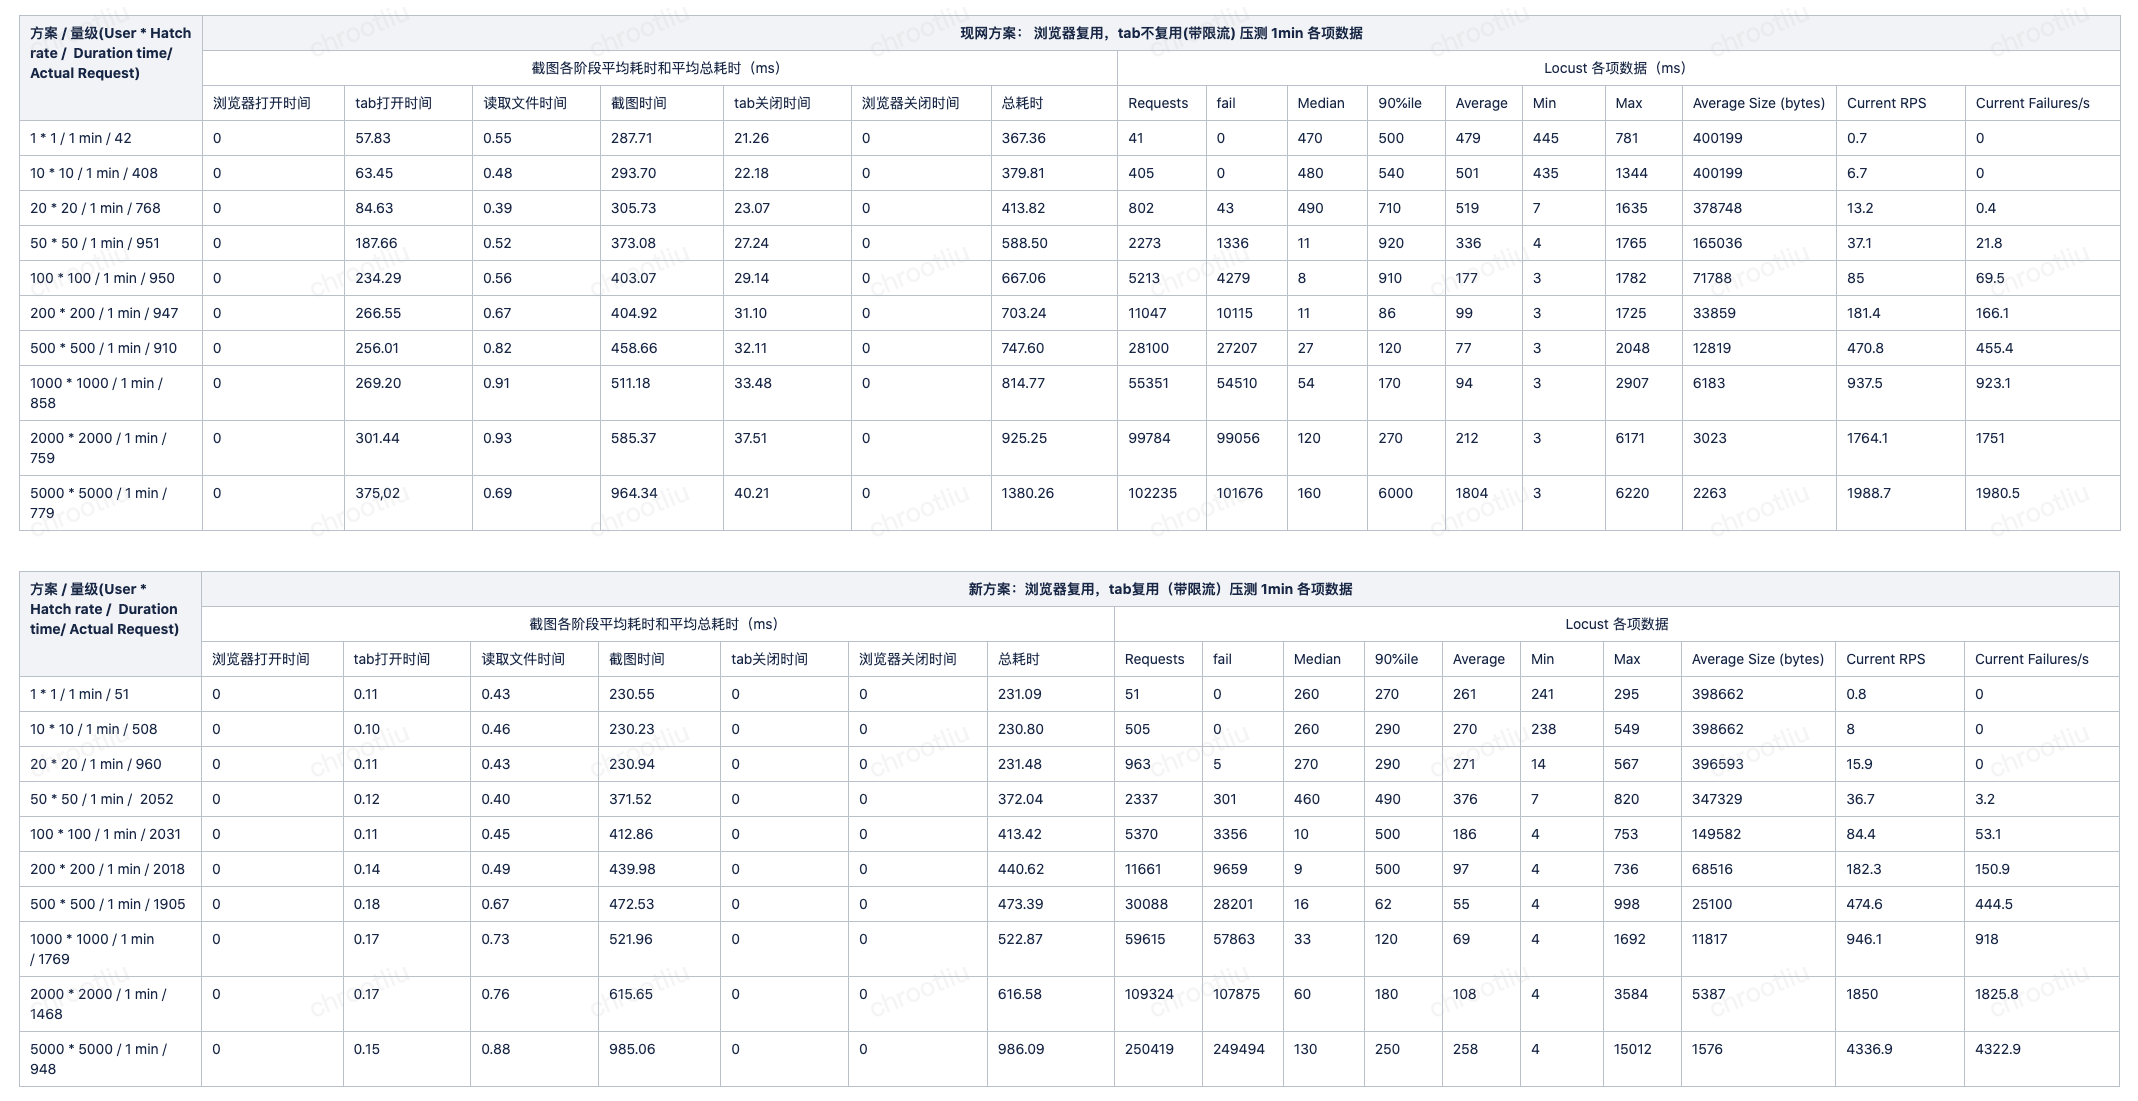 方案 / 量级(User * Hatch
rate /  Duration time/
Actual Request)
现网方案： 浏览器复用，tab不复用(带限流) 压测 1min 各项数据
截图各阶段平均耗时和平均总耗时（ms） Locust 各项数据（ms）
浏览器打开时间 tab打开时间 读取文件时间 截图时间 tab关闭时间 浏览器关闭时间 总耗时 Requests fail Median 90%ile Average Min Max Average Size (bytes) Current RPS Current Failures/s
1 * 1 / 1 min / 42 0 57.83 0.55 287.71 21.26 0 367.36 41 0 470 500 479 445 781 400199 0.7 0
10 * 10 / 1 min / 408 0 63.45 0.48 293.70 22.18 0 379.81 405 0 480 540 501 435 1344 400199 6.7 0
20 * 20 / 1 min / 768 0 84.63 0.39 305.73 23.07 0 413.82 802 43 490 710 519 7 1635 378748 13.2 0.4
50 * 50 / 1 min / 951 0 187.66 0.52 373.08 27.24 0 588.50 2273 1336 11 920 336 4 1765 165036 37.1 21.8
100 * 100 / 1 min / 950 0 234.29 0.56 403.07 29.14 0 667.06 5213 4279 8 910 177 3 1782 71788 85 69.5
200 * 200 / 1 min / 947 0 266.55 0.67 404.92 31.10 0 703.24 11047 10115 11 86 99 3 1725 33859 181.4 166.1
500 * 500 / 1 min / 910 0 256.01 0.82 458.66 32.11 0 747.60 28100 27207 27 120 77 3 2048 12819 470.8 455.4
1000 * 1000 / 1 min / 0 269.20 0.91 511.18 33.48 0 814.77 55351 54510 54 170 94 3 2907 6183 937.5 923.1
858
2000 * 2000 / 1 min / 0 301.44 0.93 585.37 37.51 0 925.25 99784 99056 120 270 212 3 6171 3023 1764.1 1751
759
5000 * 5000 / 1 min / 0 375,02 0.69 964.34 40.21 0 1380.26 102235 101676 160 6000 1804 3 6220 2263 1988.7 1980.5
779
方案 / 量级(User *
Hatch rate /  Duration
time/ Actual Request)
新方案：浏览器复用，tab复用（带限流）压测 1min 各项数据
截图各阶段平均耗时和平均总耗时（ms） Locust 各项数据
浏览器打开时间 tab打开时间 读取文件时间 截图时间 tab关闭时间 浏览器关闭时间 总耗时 Requests fail Median 90%ile Average Min Max Average Size (bytes) Current RPS Current Failures/s
1 * 1 / 1 min / 51 0 0.11 0.43 230.55 0 0 231.09 51 0 260 270 261 241 295 398662 0.8 0
10 * 10 / 1 min / 508 0 0.10 0.46 230.23 0 0 230.80 505 0 260 290 270 238 549 398662 8 0
20 * 20 / 1 min / 960 0 0.11 0.43 230.94 0 0 231.48 963 5 270 290 271 14 567 396593 15.9 0
50 * 50 / 1 min /  2052 0 0.12 0.40 371.52 0 0 372.04 2337 301 460 490 376 7 820 347329 36.7 3.2
100 * 100 / 1 min / 2031 0 0.11 0.45 412.86 0 0 413.42 5370 3356 10 500 186 4 753 149582 84.4 53.1
200 * 200 / 1 min / 2018 0 0.14 0.49 439.98 0 0 440.62 11661 9659 9 500 97 4 736 68516 182.3 150.9
500 * 500 / 1 min / 1905 0 0.18 0.67 472.53 0 0 473.39 30088 28201 16 62 55 4 998 25100 474.6 444.5
1000 * 1000 / 1 min 0 0.17 0.73 521.96 0 0 522.87 59615 57863 33 120 69 4 1692 11817 946.1 918
/ 1769
2000 * 2000 / 1 min / 0 0.17 0.76 615.65 0 0 616.58 109324 107875 60 180 108 4 3584 5387 1850 1825.8
1468
5000 * 5000 / 1 min / 0 0.15 0.88 985.06 0 0 986.09 250419 249494 130 250 258 4 15012 1576 4336.9 4322.9
948